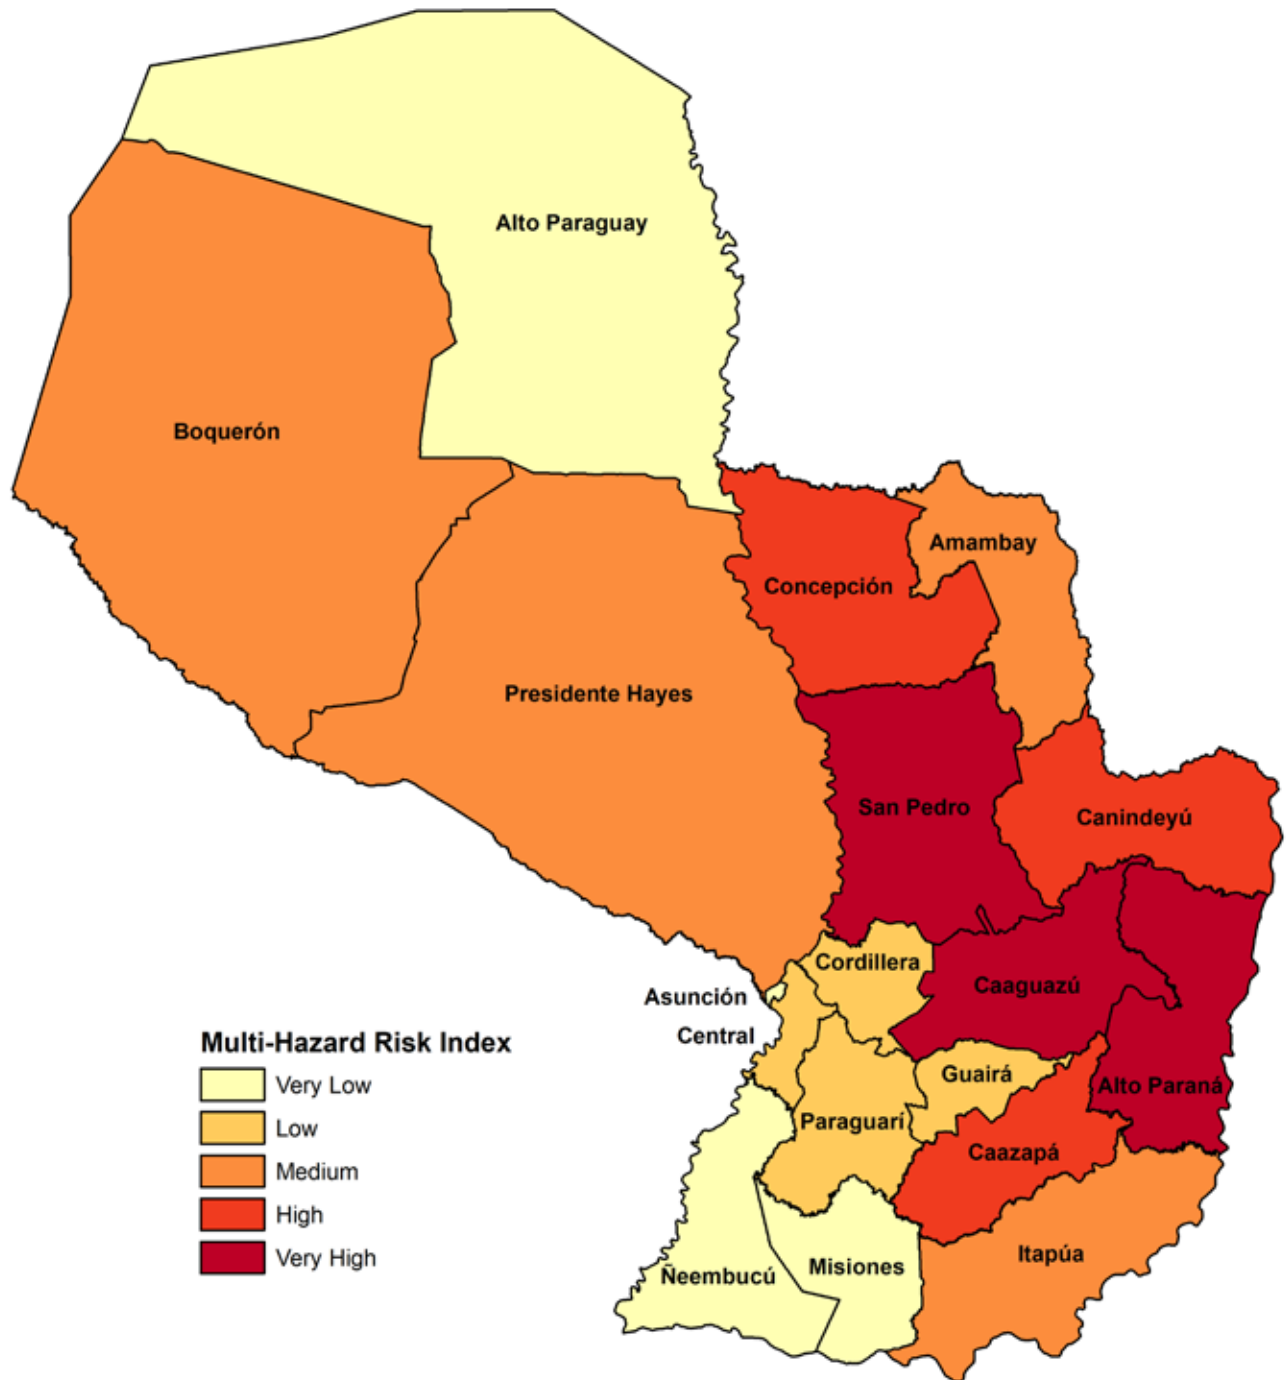 Alto Paraguay
Boquerón
Amambay
Concepción
Presidente Hayes
San Pedro
Canindeyú
Cordillera
Caaguazú
Asunción
Central
Guairá
Alto Paraná
Paraguarí
Caazapá
Itapúa
Misiones
Ñeembucú
Multi-Hazard Risk Index
Very Low
Low
Medium
High
Very High